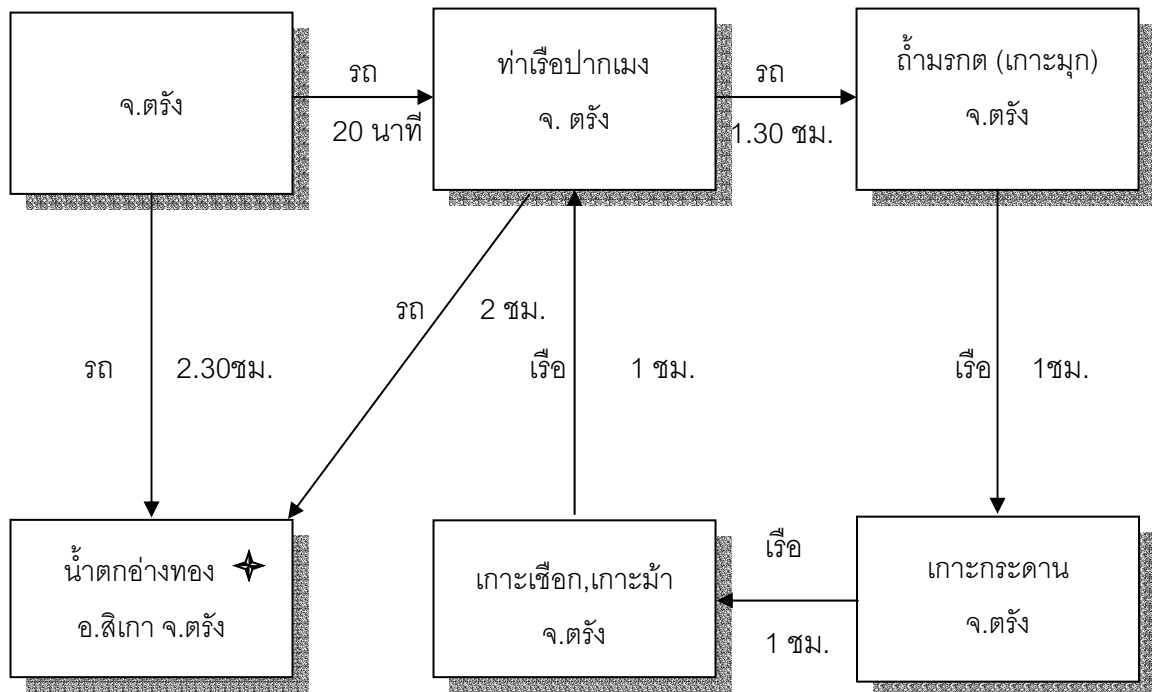 จ.ตรัง
รถ
20 นาที
ท่าเรือปากเมง
จ. ตรัง
รถ
1.30 ชม.
ถ้ำมรกต (เกาะมุก)
จ.ตรัง
รถ
2.30ชม.
รถ
2 ชม.
เรือ
1 ชม.
เรือ
1ชม.
น้ำตกอ่างทอง
อ.สิเกา จ.ตรัง
เกาะเชือก,เกาะม้า
จ.ตรัง
เรือ
1 ชม.
เกาะกระดาน
จ.ตรัง